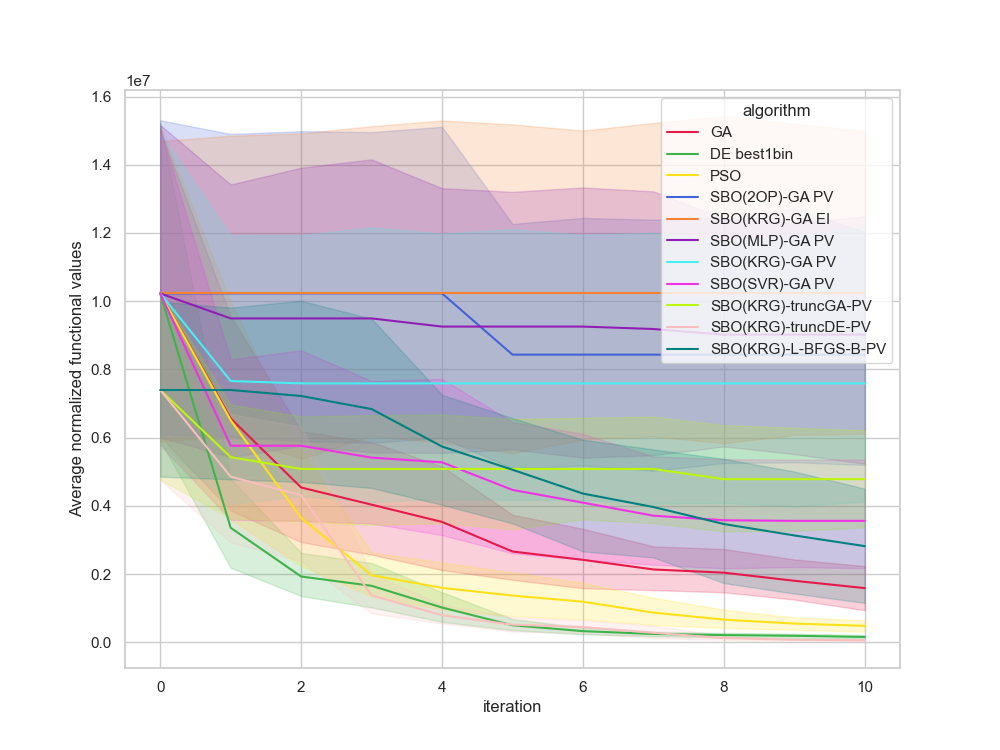 1e7
1.6
1.4
1.2
1.0
0.8
0.6
0.4
0.2
0.0
Average normalized functional values
0 2 4 6 8 10
iteration
algorithm
GA
DE best1bin
PSO
SBO(2OP)-GA PV
SBO(KRG)-GA EI
SBO(MLP)-GA PV
SBO(KRG)-GA PV
SBO(SVR)-GA PV
SBO(KRG)-truncGA-PV
SBO(KRG)-truncDE-PV
SBO(KRG)-L-BFGS-B-PV